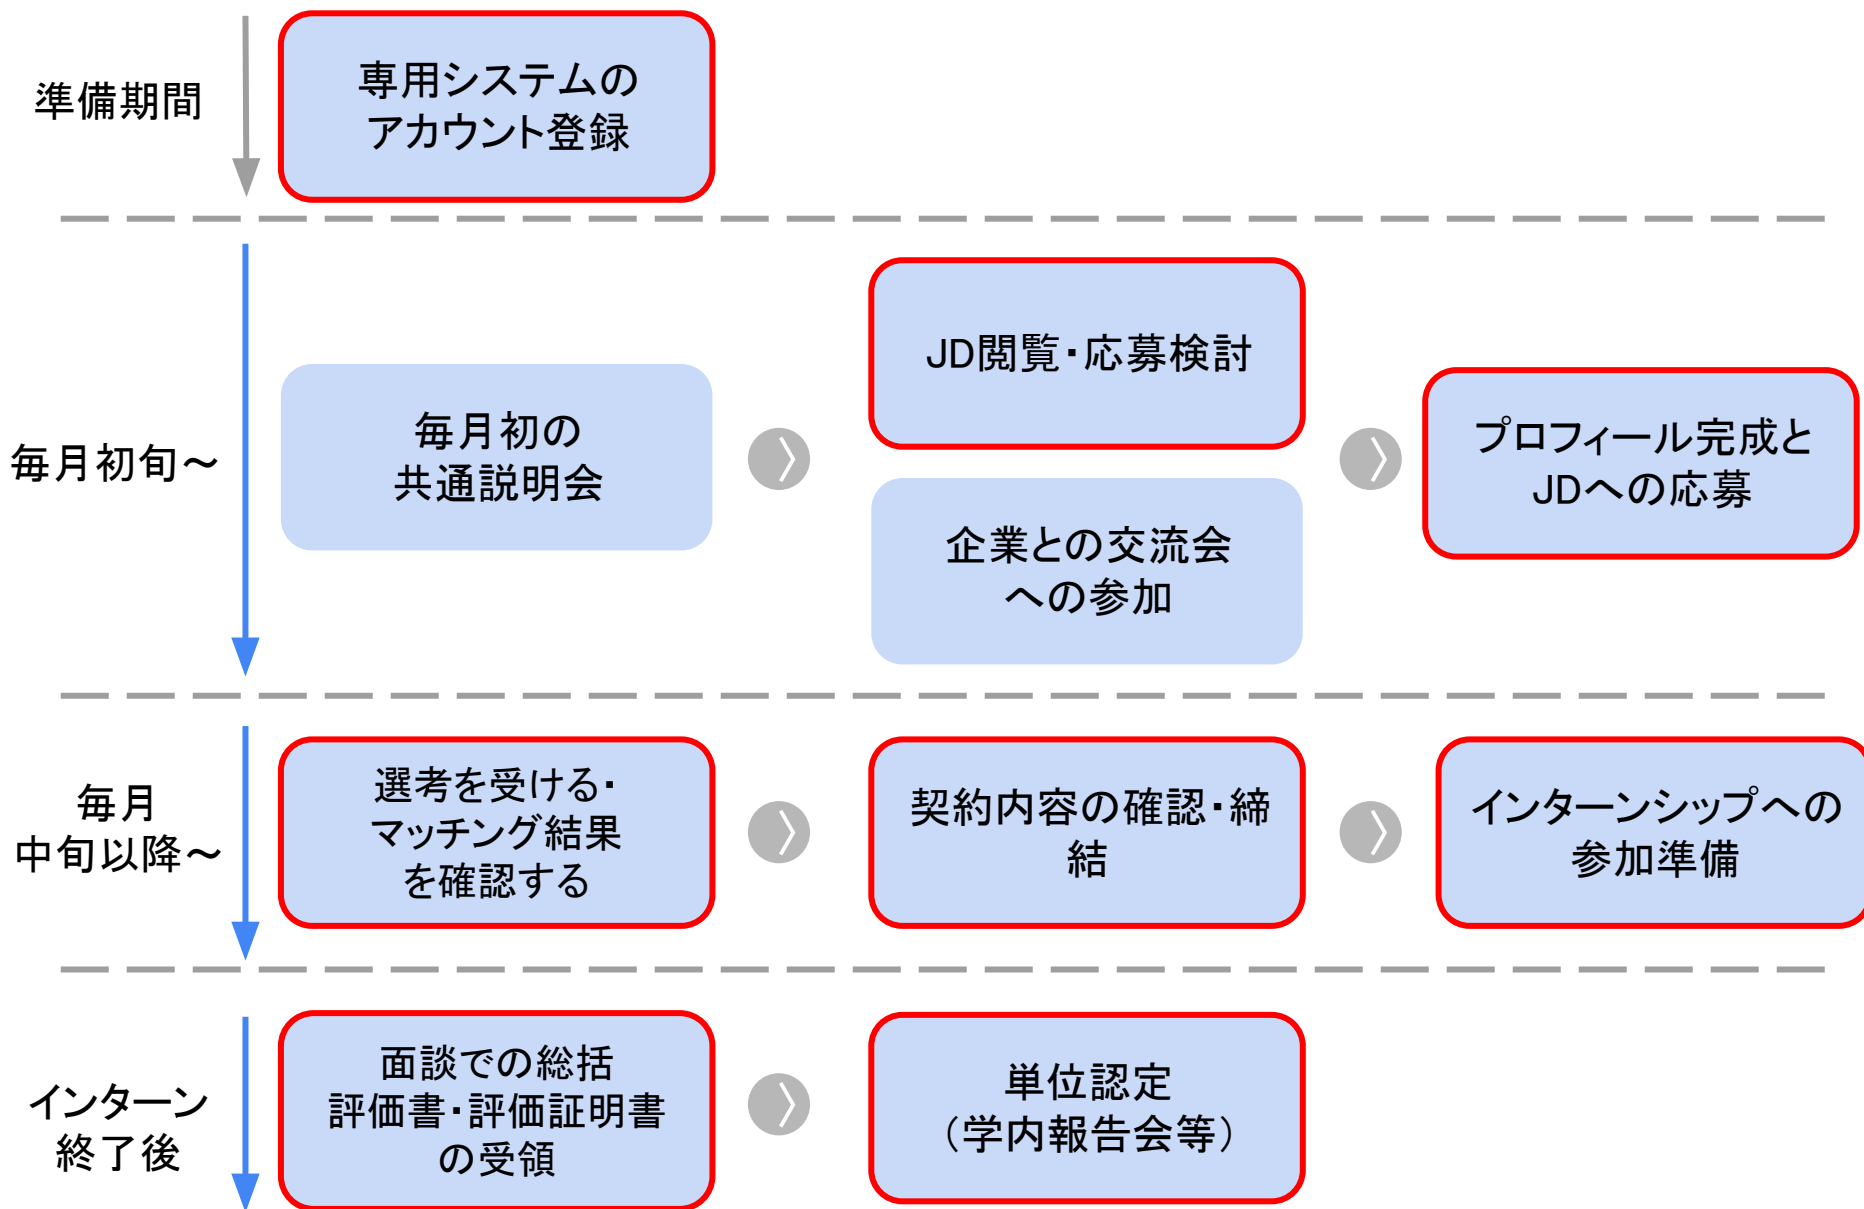 準備期間
専用システムの
アカウント登録
毎月初旬～
毎月初の
共通説明会
JD閲覧・応募検討
企業との交流会
への参加
プロフィール完成と
JDへの応募
毎月
中旬以降～
選考を受ける・
マッチング結果
を確認する
契約内容の確認・締
結
インターンシップへの
参加準備
インターン
終了後
面談での総括
評価書・評価証明書
の受領
単位認定
（学内報告会等）